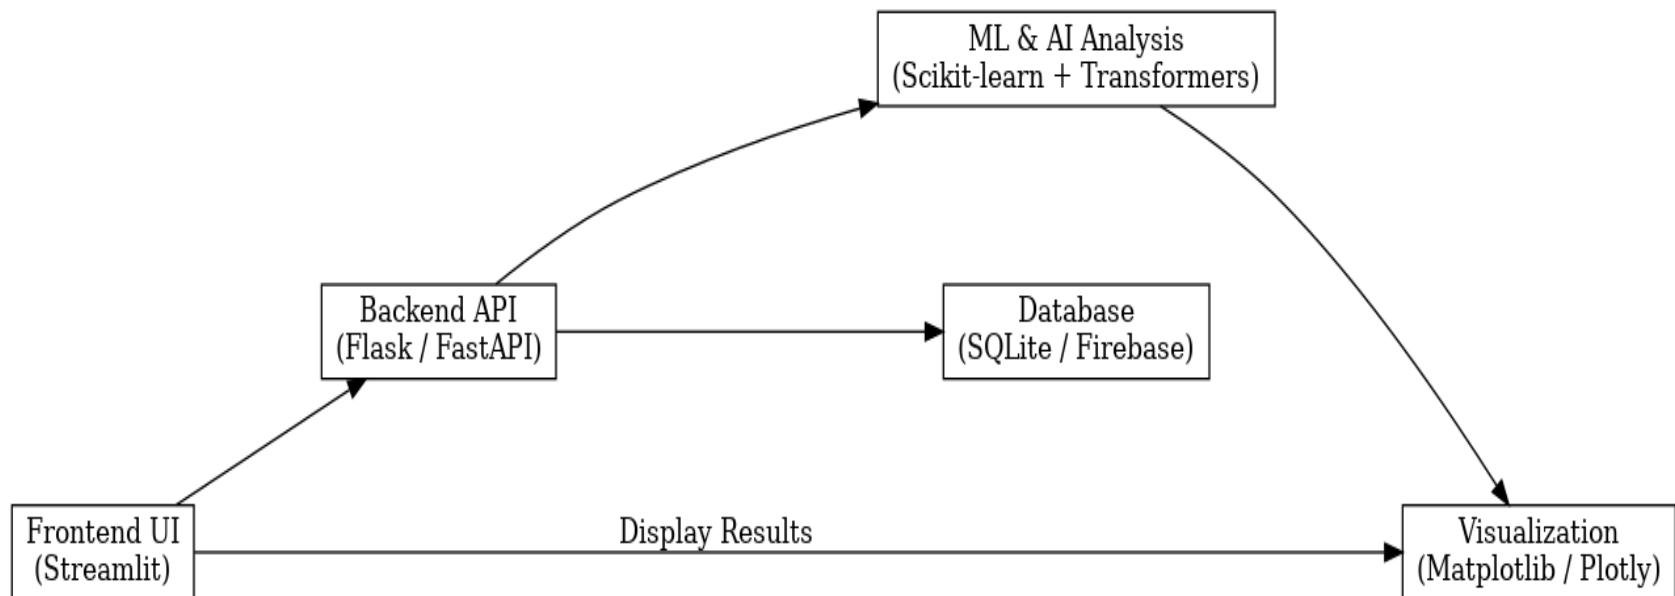 ML & AI Analysis
(Scikit-learn + Transformers)
Backend API
(Flask / FastAPI)
Database
(SQLite / Firebase)
Frontend UI
(Streamlit)
Display Results
Visualization
(Matplotlib / Plotly)